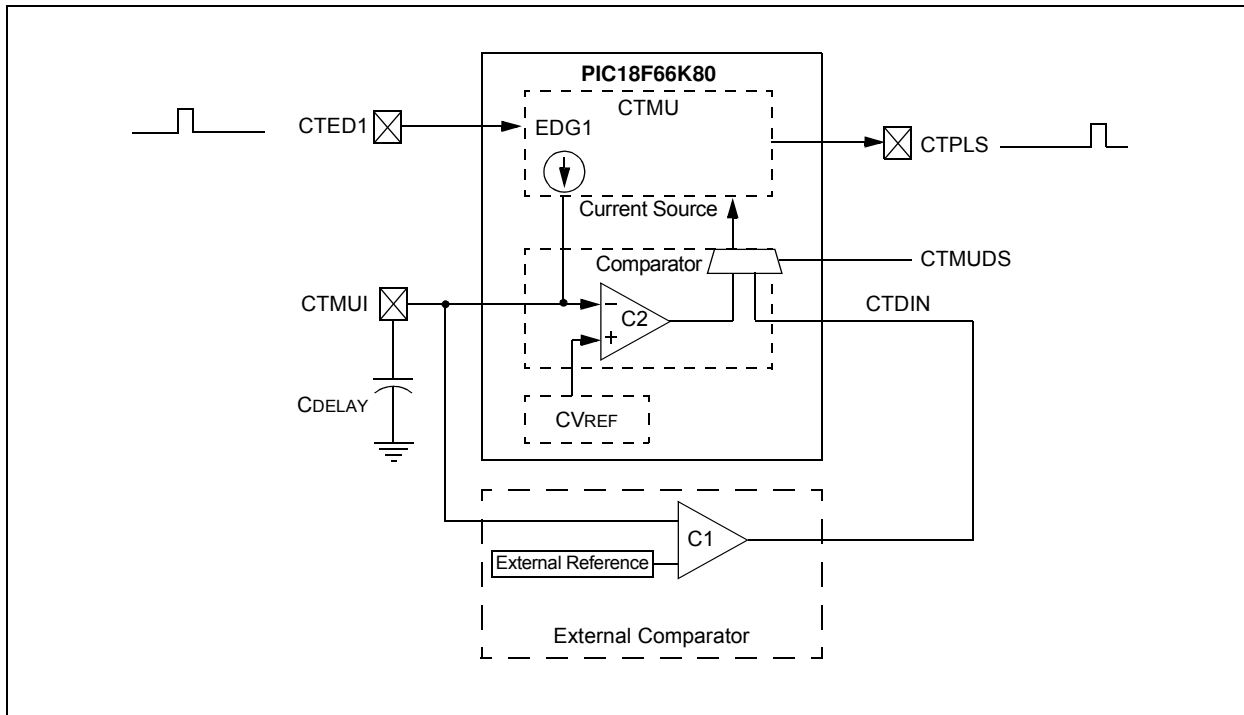 PIC18F66K80
CTMU
CTED1
EDG1
CTPLS
Current Source
Comparator
CTMUDS
CTMUI
C2
CTDIN
−
+
CDELAY
CVREF
C1
External Reference
External Comparator